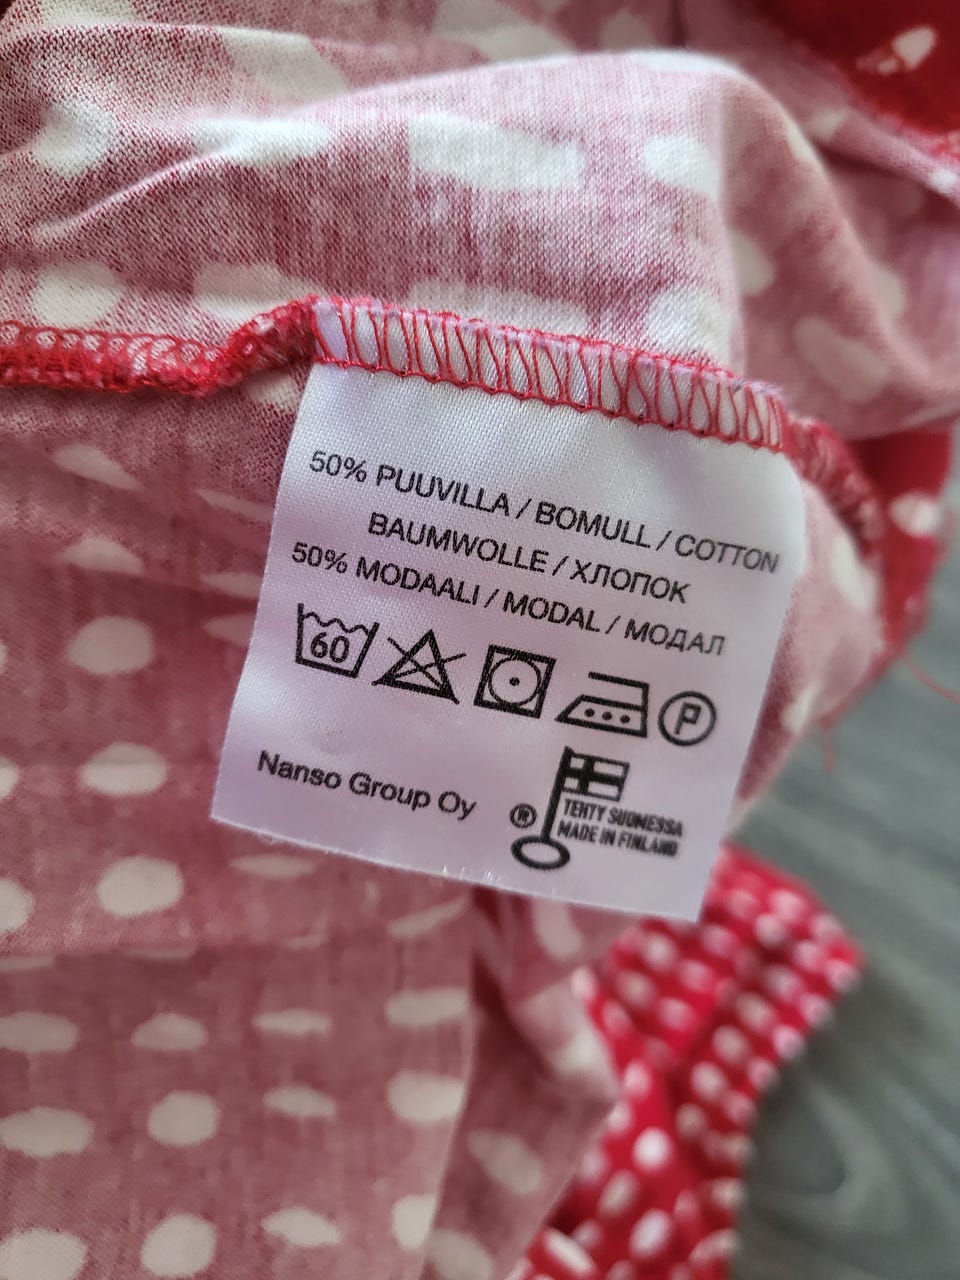 50% PUUVILLA / BOMULL / COTTON
BAUMWOLLE / ХЛОПОК
50% MODAALI / MODAL / МОДАЛ
60
P
Nanso Group Oy
®
TEHTY SUOMESSA
MADE IN FINLAND